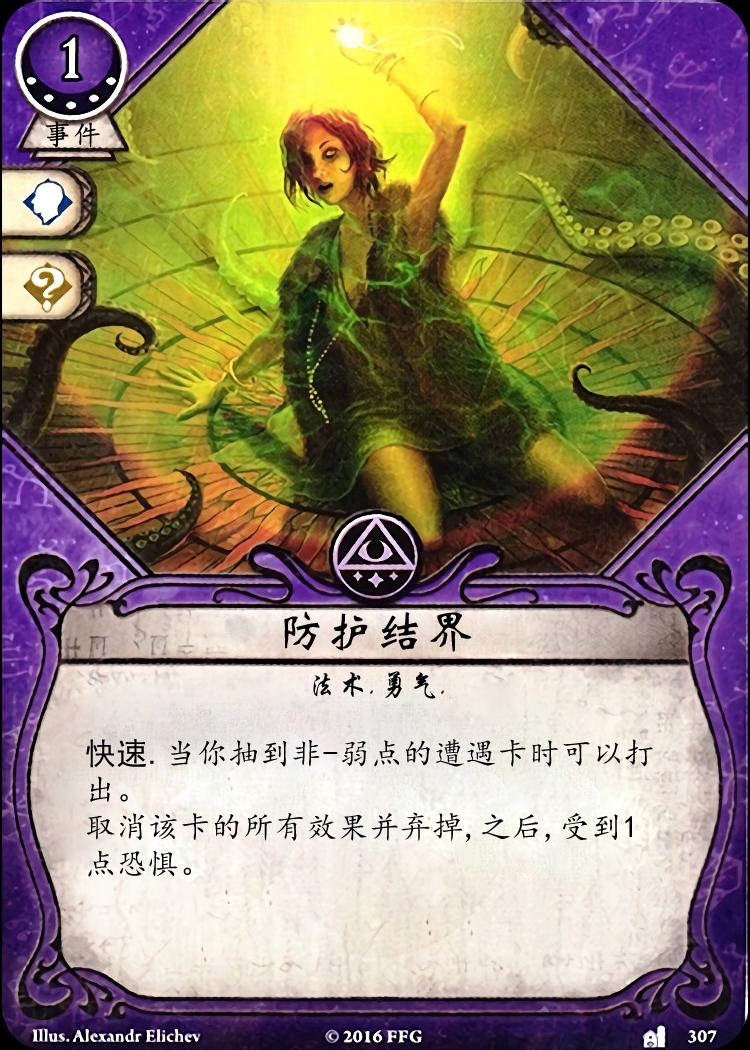 1
事件
防护结界
法术. 勇气.
快速. 当你抽到非-弱点的遭遇卡时可以打
出。
取消该卡的所有效果并弃掉, 之后, 受到1
点恐惧。
Illus. Alexandr Elichev
© 2016 FFG
307